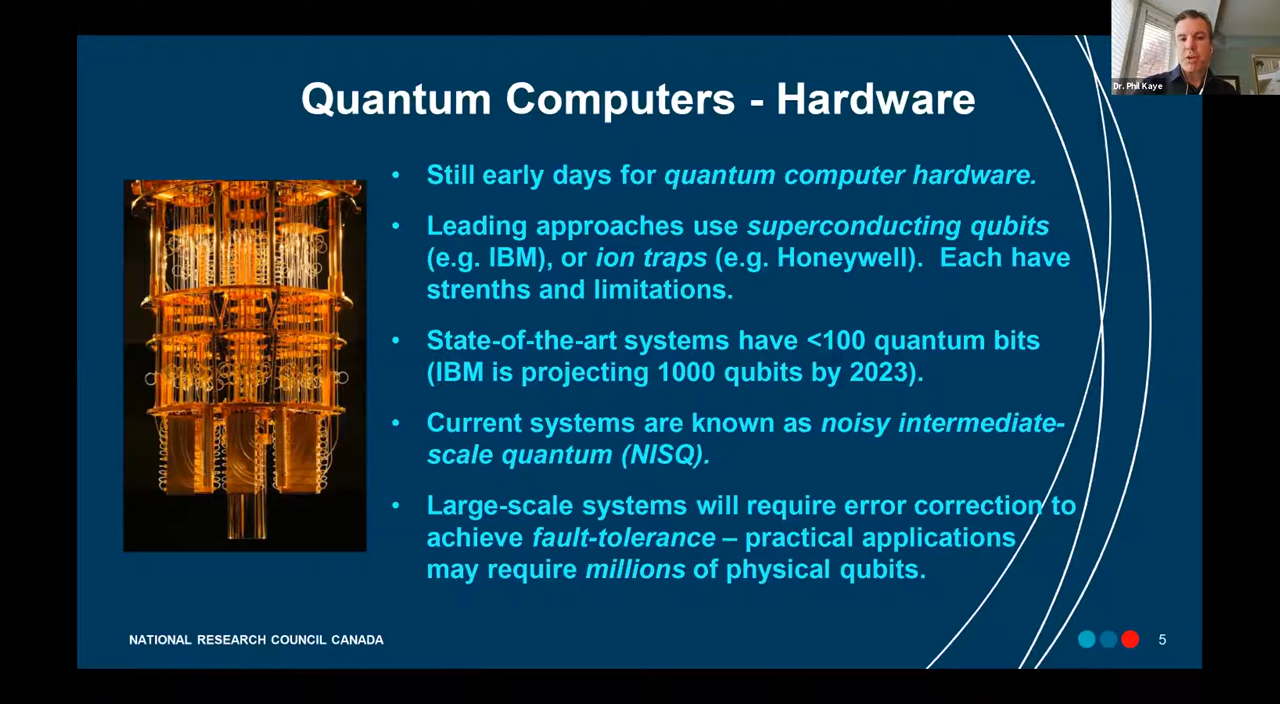 Dr. Phil Kaye
Quantum Computers - Hardware
• Still early days for quantum computer hardware.
• Leading approaches use superconducting qubits
(e.g. IBM), or ion traps (e.g. Honeywell). Each have
strenths and limitations.
• State-of-the-art systems have <100 quantum bits
(IBM is projecting 1000 qubits by 2023).
• Current systems are known as noisy intermediate-
scale quantum (NISQ).
• Large-scale systems will require error correction to
achieve fault-tolerance – practical applications
may require millions of physical qubits.
NATIONAL RESEARCH COUNCIL CANADA
5